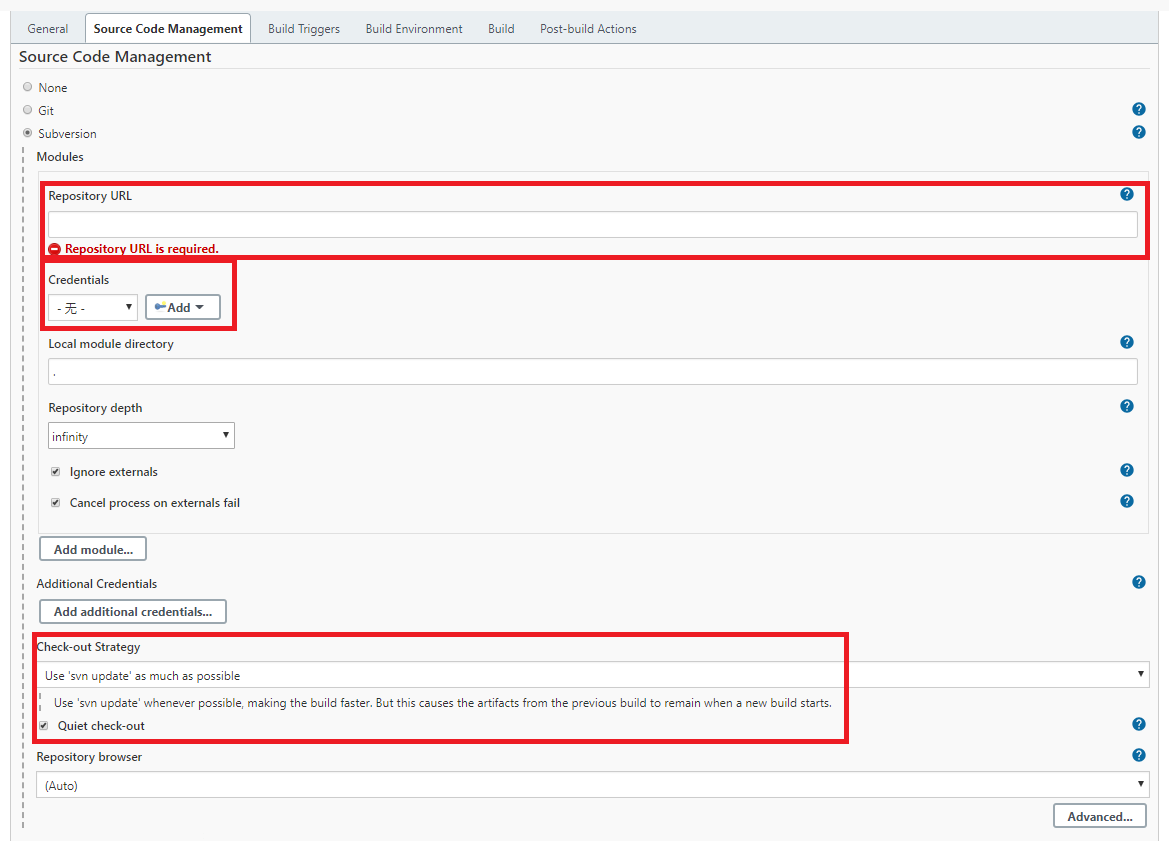 General Source Code Management Build Triggers Build Environment Build Post-build Actions
Source Code Management
None
Git
?
Subversion
?
Modules
Repository URL
?
Repository URL is required.
Credentials
- 无 -
Add
Local module directory
?
.
Repository depth
?
infinity
Ignore externals
?
Cancel process on externals fail
?
Add module...
Additional Credentials
?
Add additional credentials...
Check-out Strategy
Use 'svn update' as much as possible
Use 'svn update' whenever possible, making the build faster. But this causes the artifacts from the previous build to remain when a new build starts.
Quiet check-out
?
Repository browser
?
(Auto)
Advanced...